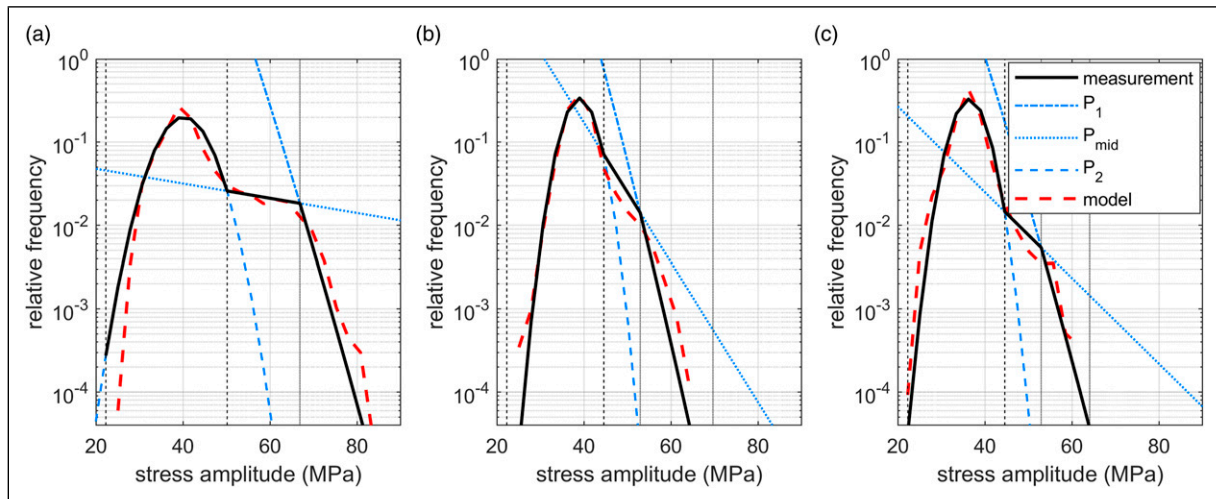 (a)
10^0
10^-1
10^-2
10^-3
10^-4
relative frequency
20 40 60 80
stress amplitude (MPa)
(b)
10^0
10^-1
10^-2
10^-3
10^-4
relative frequency
20 40 60 80
stress amplitude (MPa)
(c)
10^0
10^-1
10^-2
10^-3
10^-4
relative frequency
20 40 60 80
stress amplitude (MPa)
measurement
P_1
P_mid
P_2
model